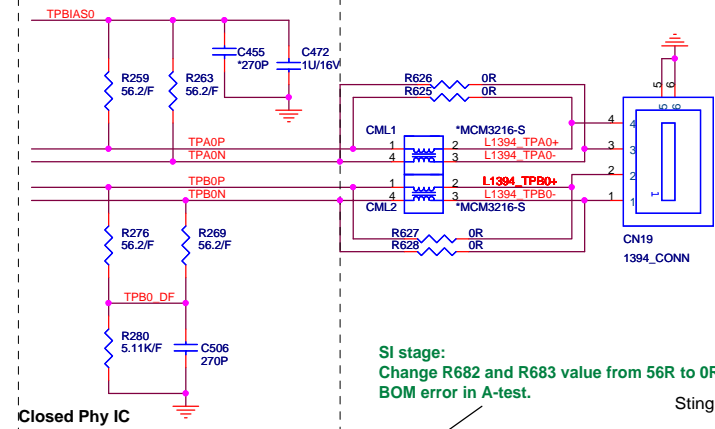 TPBIAS0
C455
*270P
C472
1U/16V
R259
56.2/F
R263
56.2/F
R626 0R
R625 0R
5 6
5 6
CML1 *MCM3216-S
TPA0P 1 2 L1394_TPA0+ 4 4
TPA0N 4 3 L1394_TPA0- 3 3
TPB0P 1 2 L1394_TPB0+ 2 2
TPB0N 4 3 L1394_TPB0- 1 1
1
CML2 *MCM3216-S
R276
56.2/F
R269
56.2/F
R627 0R
R628 0R
CN19
1394_CONN
TPB0_DF
R280
5.11K/F
C506
270P
SI stage:
Change R682 and R683 value from 56R to 0R
BOM error in A-test.
Sting
Closed Phy IC